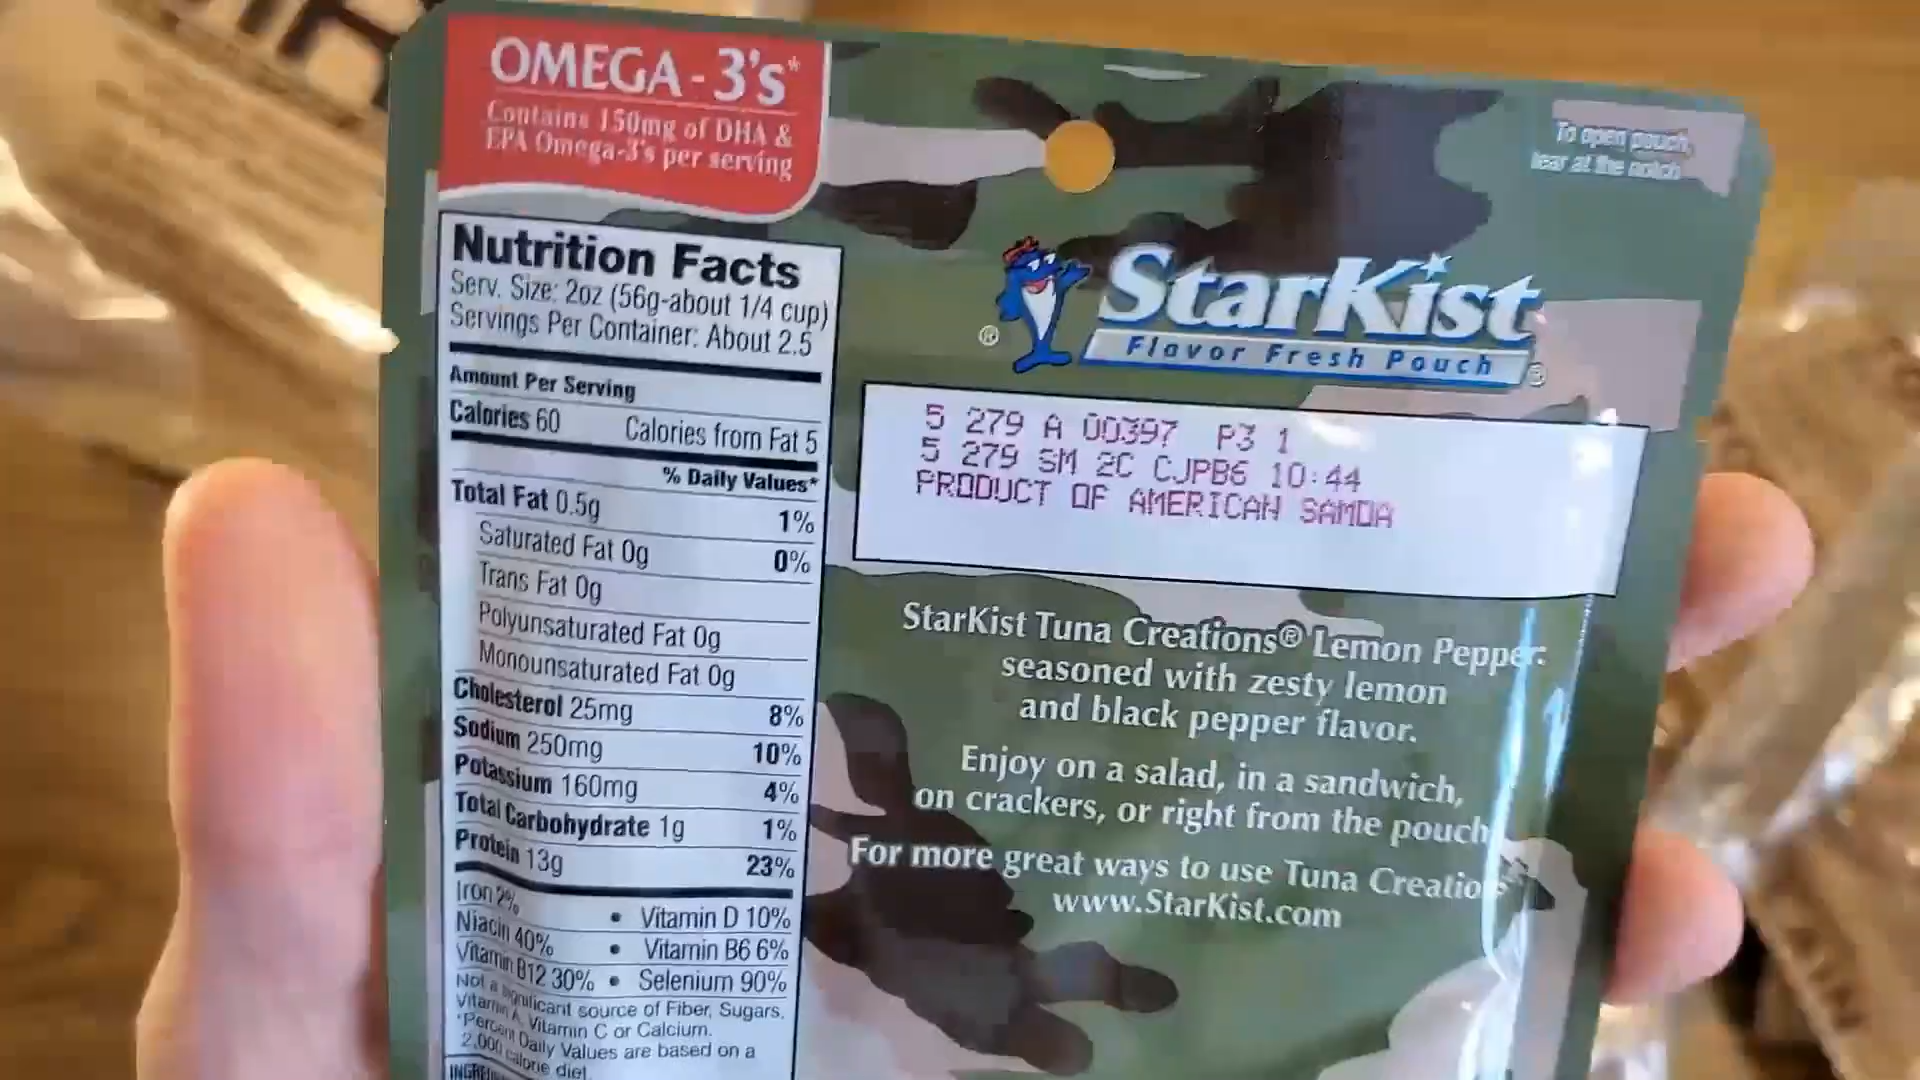 OMEGA - 3's*
Contains 150mg of DHA &
EPA Omega-3's per serving
To open pouch,
tear at the notch
Nutrition Facts
Serv. Size: 2oz (56g-about 1/4 cup)
Servings Per Container: About 2.5
Amount Per Serving
Calories 60 Calories from Fat 5
% Daily Values*
Total Fat 0.5g 1%
Saturated Fat 0g 0%
Trans Fat 0g
Polyunsaturated Fat 0g
Monounsaturated Fat 0g
Cholesterol 25mg 8%
Sodium 250mg 10%
Potassium 160mg 4%
Total Carbohydrate 1g 1%
Protein 13g 23%
Iron 2% • Vitamin D 10%
Niacin 40% • Vitamin B6 6%
Vitamin B12 30% • Selenium 90%
Not a significant source of Fiber, Sugars,
Vitamin A, Vitamin C or Calcium.
*Percent Daily Values are based on a
2,000 calorie diet.
® StarKist
Flavor Fresh Pouch ®
5 279 A 00397 P3 1
5 279 SM 2C CJPB6 10:44
PRODUCT OF AMERICAN SAMOA
StarKist Tuna Creations® Lemon Pepper:
seasoned with zesty lemon
and black pepper flavor.
Enjoy on a salad, in a sandwich,
on crackers, or right from the pouch
For more great ways to use Tuna
www.StarKist.com